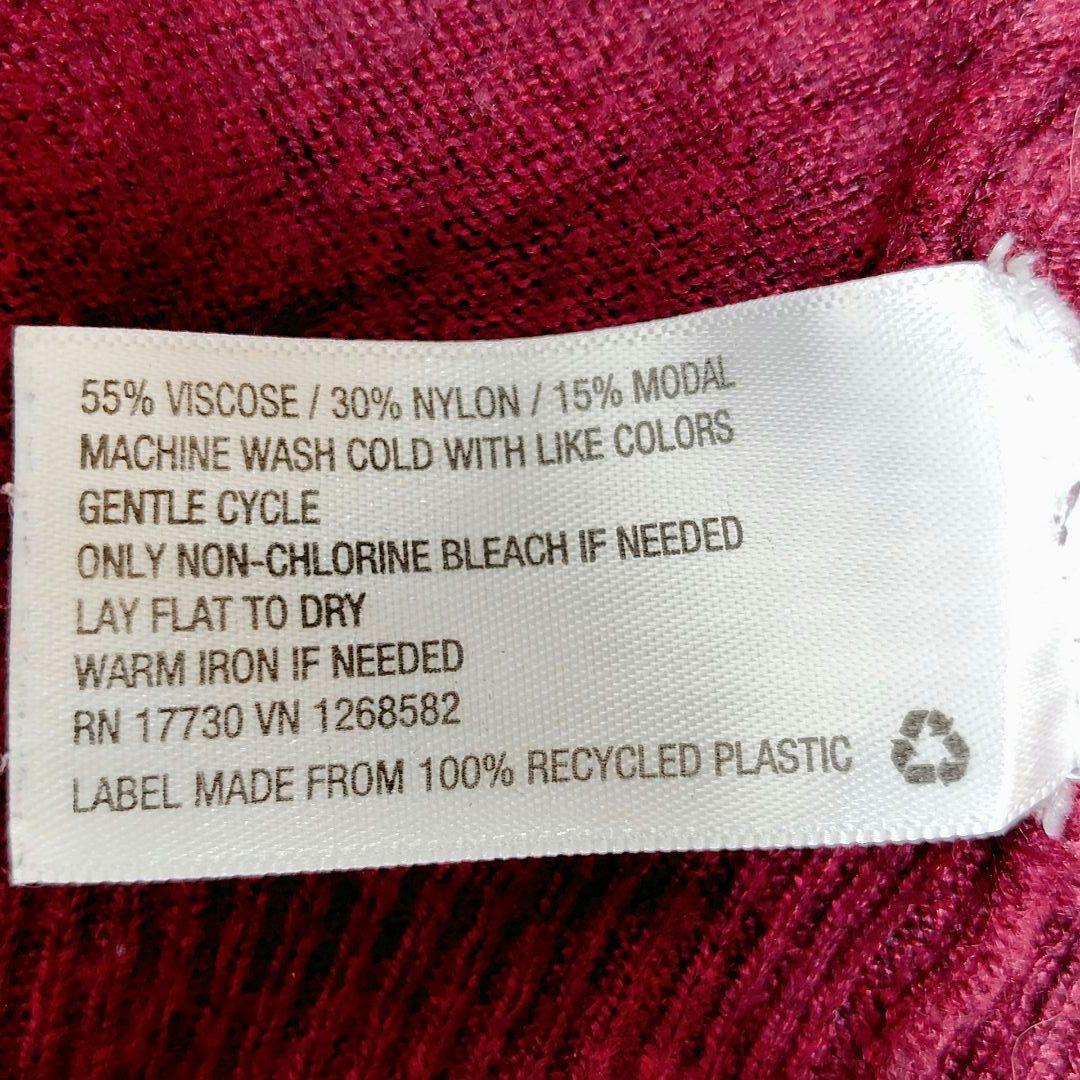 55% VISCOSE / 30% NYLON / 15% MODAL
MACHINE WASH COLD WITH LIKE COLORS
GENTLE CYCLE
ONLY NON-CHLORINE BLEACH IF NEEDED
LAY FLAT TO DRY
WARM IRON IF NEEDED
RN 17730 VN 1268582
LABEL MADE FROM 100% RECYCLED PLASTIC